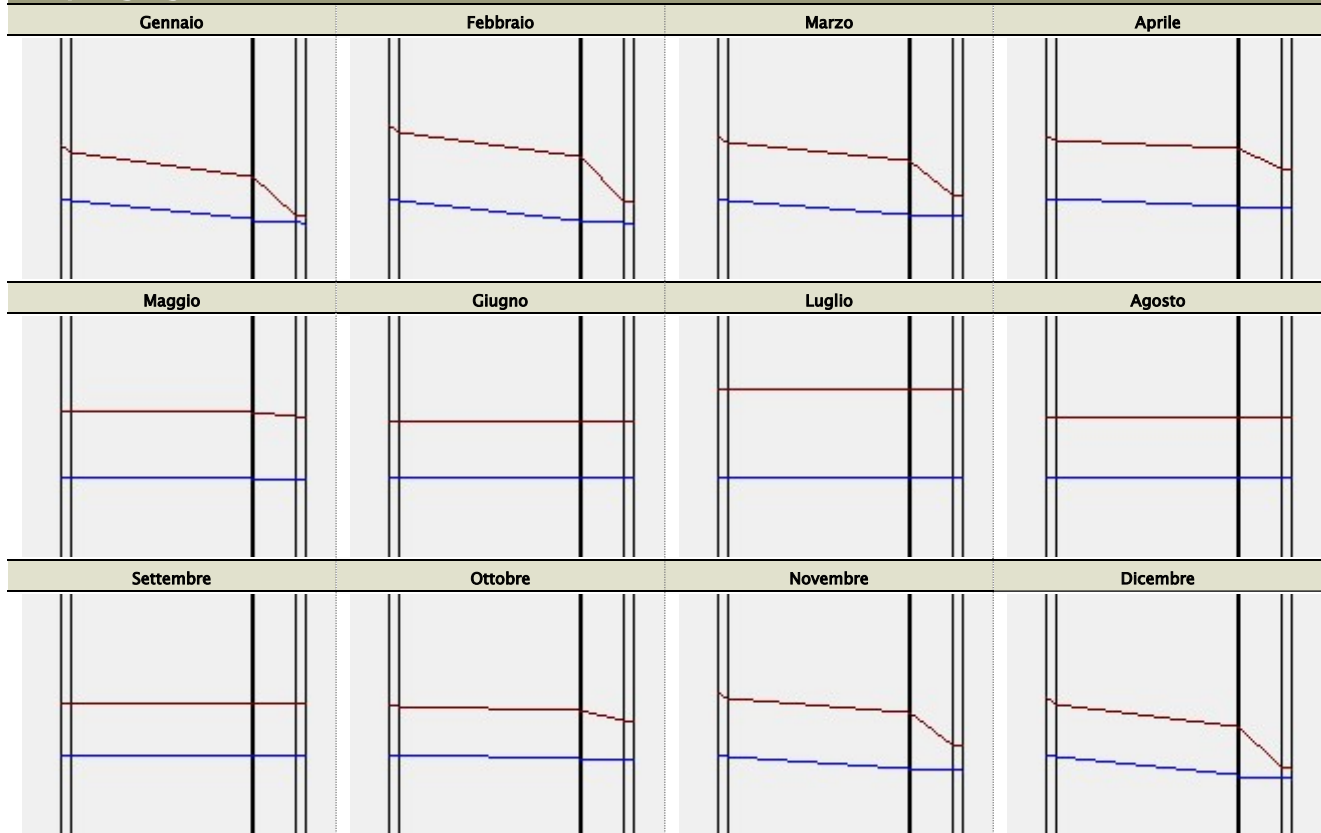 Gennaio Febbraio Marzo Aprile
Maggio Giugno Luglio Agosto
Settembre Ottobre Novembre Dicembre